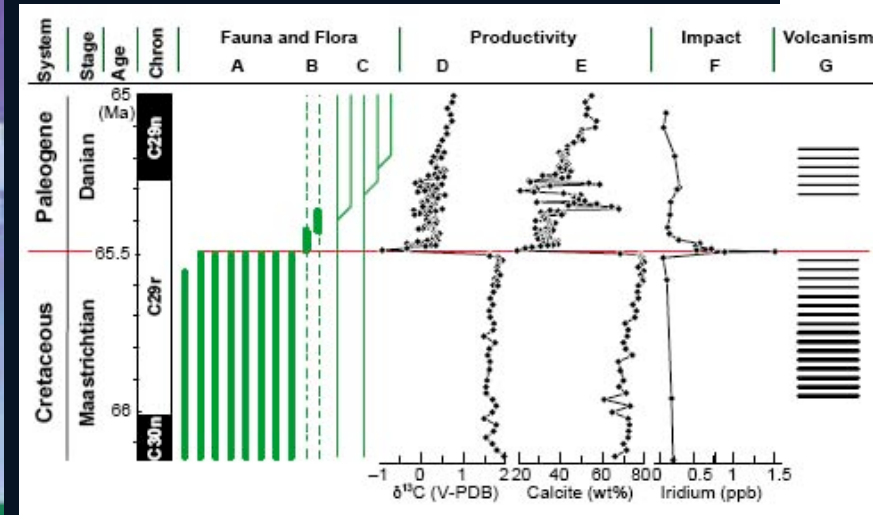 System Stage Age Chron Fauna and Flora Productivity Impact Volcanism
A B C D E F G
65
(Ma)
Paleogene Danian C29n
65.5
C29r
Cretaceous Maastrichtian
66
C30n
–1 0 1 2 20 40 60 80 0 0.5 1 1.5
δ¹³C (V-PDB) Calcite (wt%) Iridium (ppb)